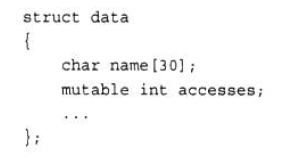 struct data
{
    char name[30];
    mutable int accesses;
    ...
};